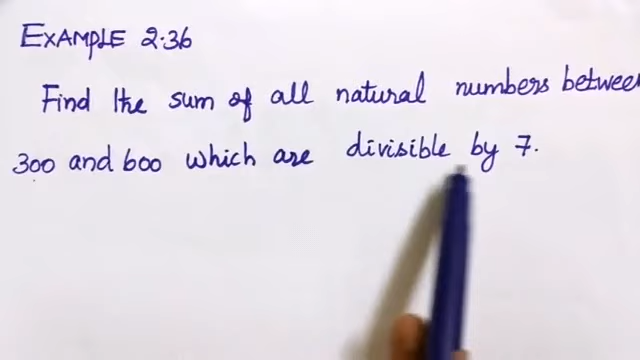 EXAMPLE 2.36
Find the sum of all natural numbers between
300 and 600 which are divisible by 7.